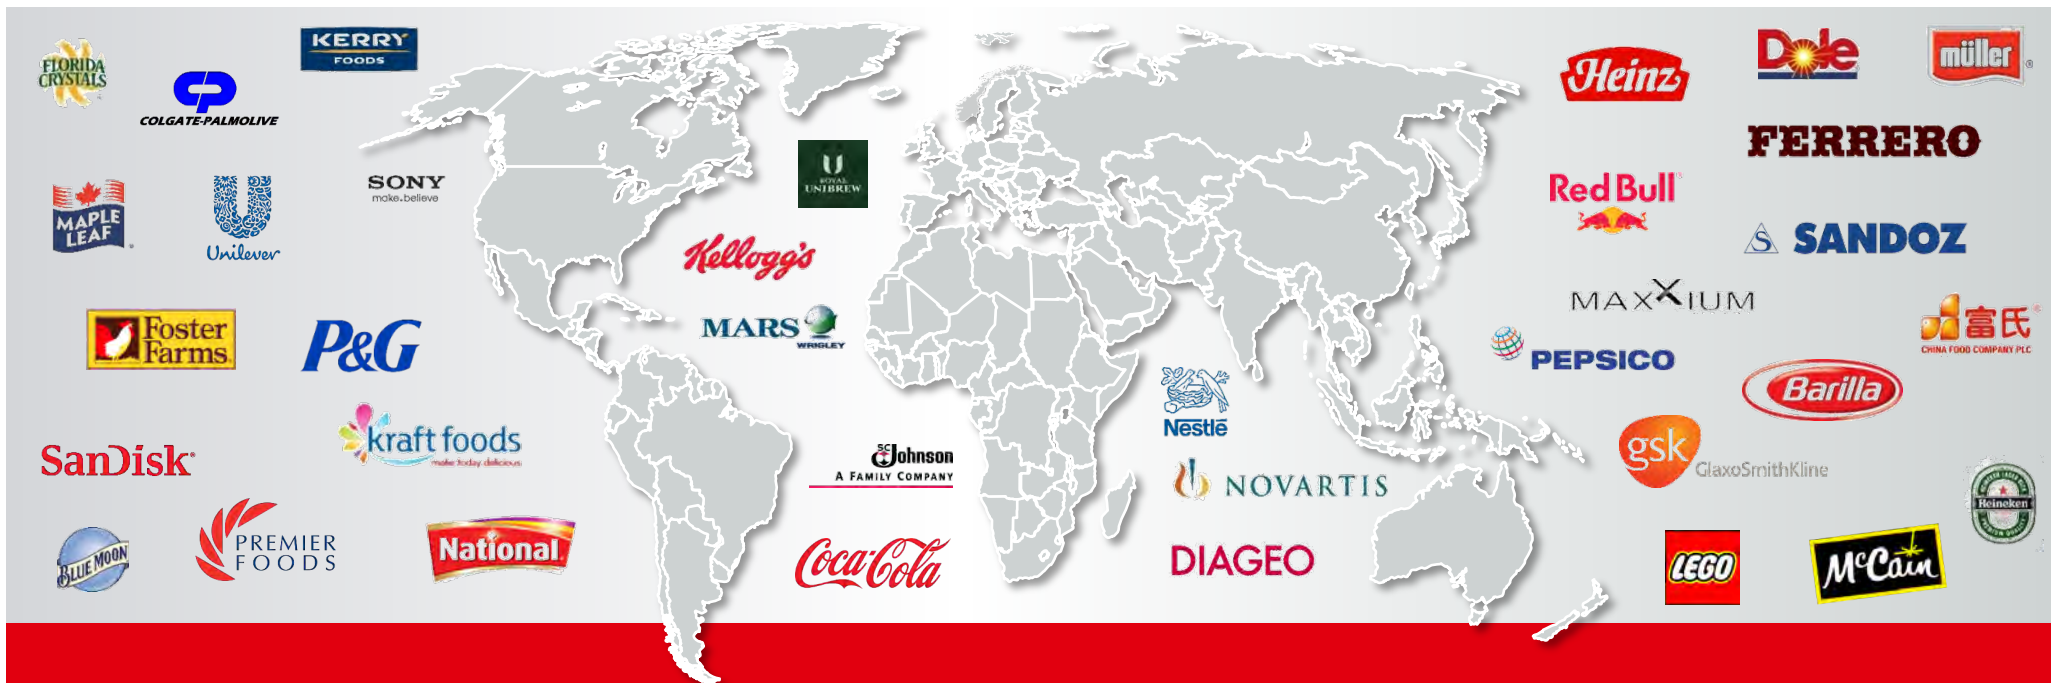 FLORIDA
CRYSTALS
COLGATE-PALMOLIVE
KERRY
FOODS
MAPLE
LEAF
Unilever
SONY
make.believe
Foster
Farms
P&G
SanDisk
kraft foods
make today delicious
BLUE MOON
PREMIER
FOODS
National
ROYAL
UNIBREW
Kellogg's
MARS
WRIGLEY
SC Johnson
A FAMILY COMPANY
Coca-Cola
Nestlé
NOVARTIS
DIAGEO
Heinz
Dole
müller
FERRERO
Red Bull
S SANDOZ
MAXXIUM
PEPSICO
富氏
CHINA FOOD COMPANY PLC
Barilla
gsk
GlaxoSmithKline
Heineken
LEGO
McCain